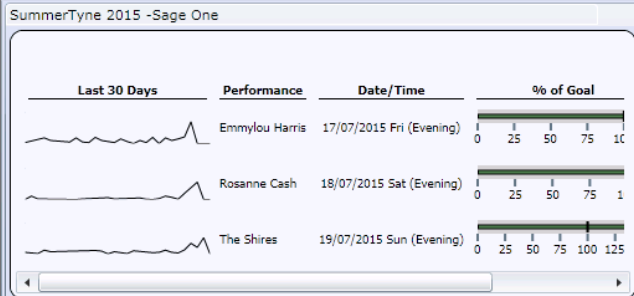 SummerTyne 2015 -Sage One
Last 30 Days Performance Date/Time % of Goal
Emmylou Harris 17/07/2015 Fri (Evening)
0 25 50 75 10
Rosanne Cash 18/07/2015 Sat (Evening)
0 25 50 75 1
The Shires 19/07/2015 Sun (Evening)
0 25 50 75 100 125